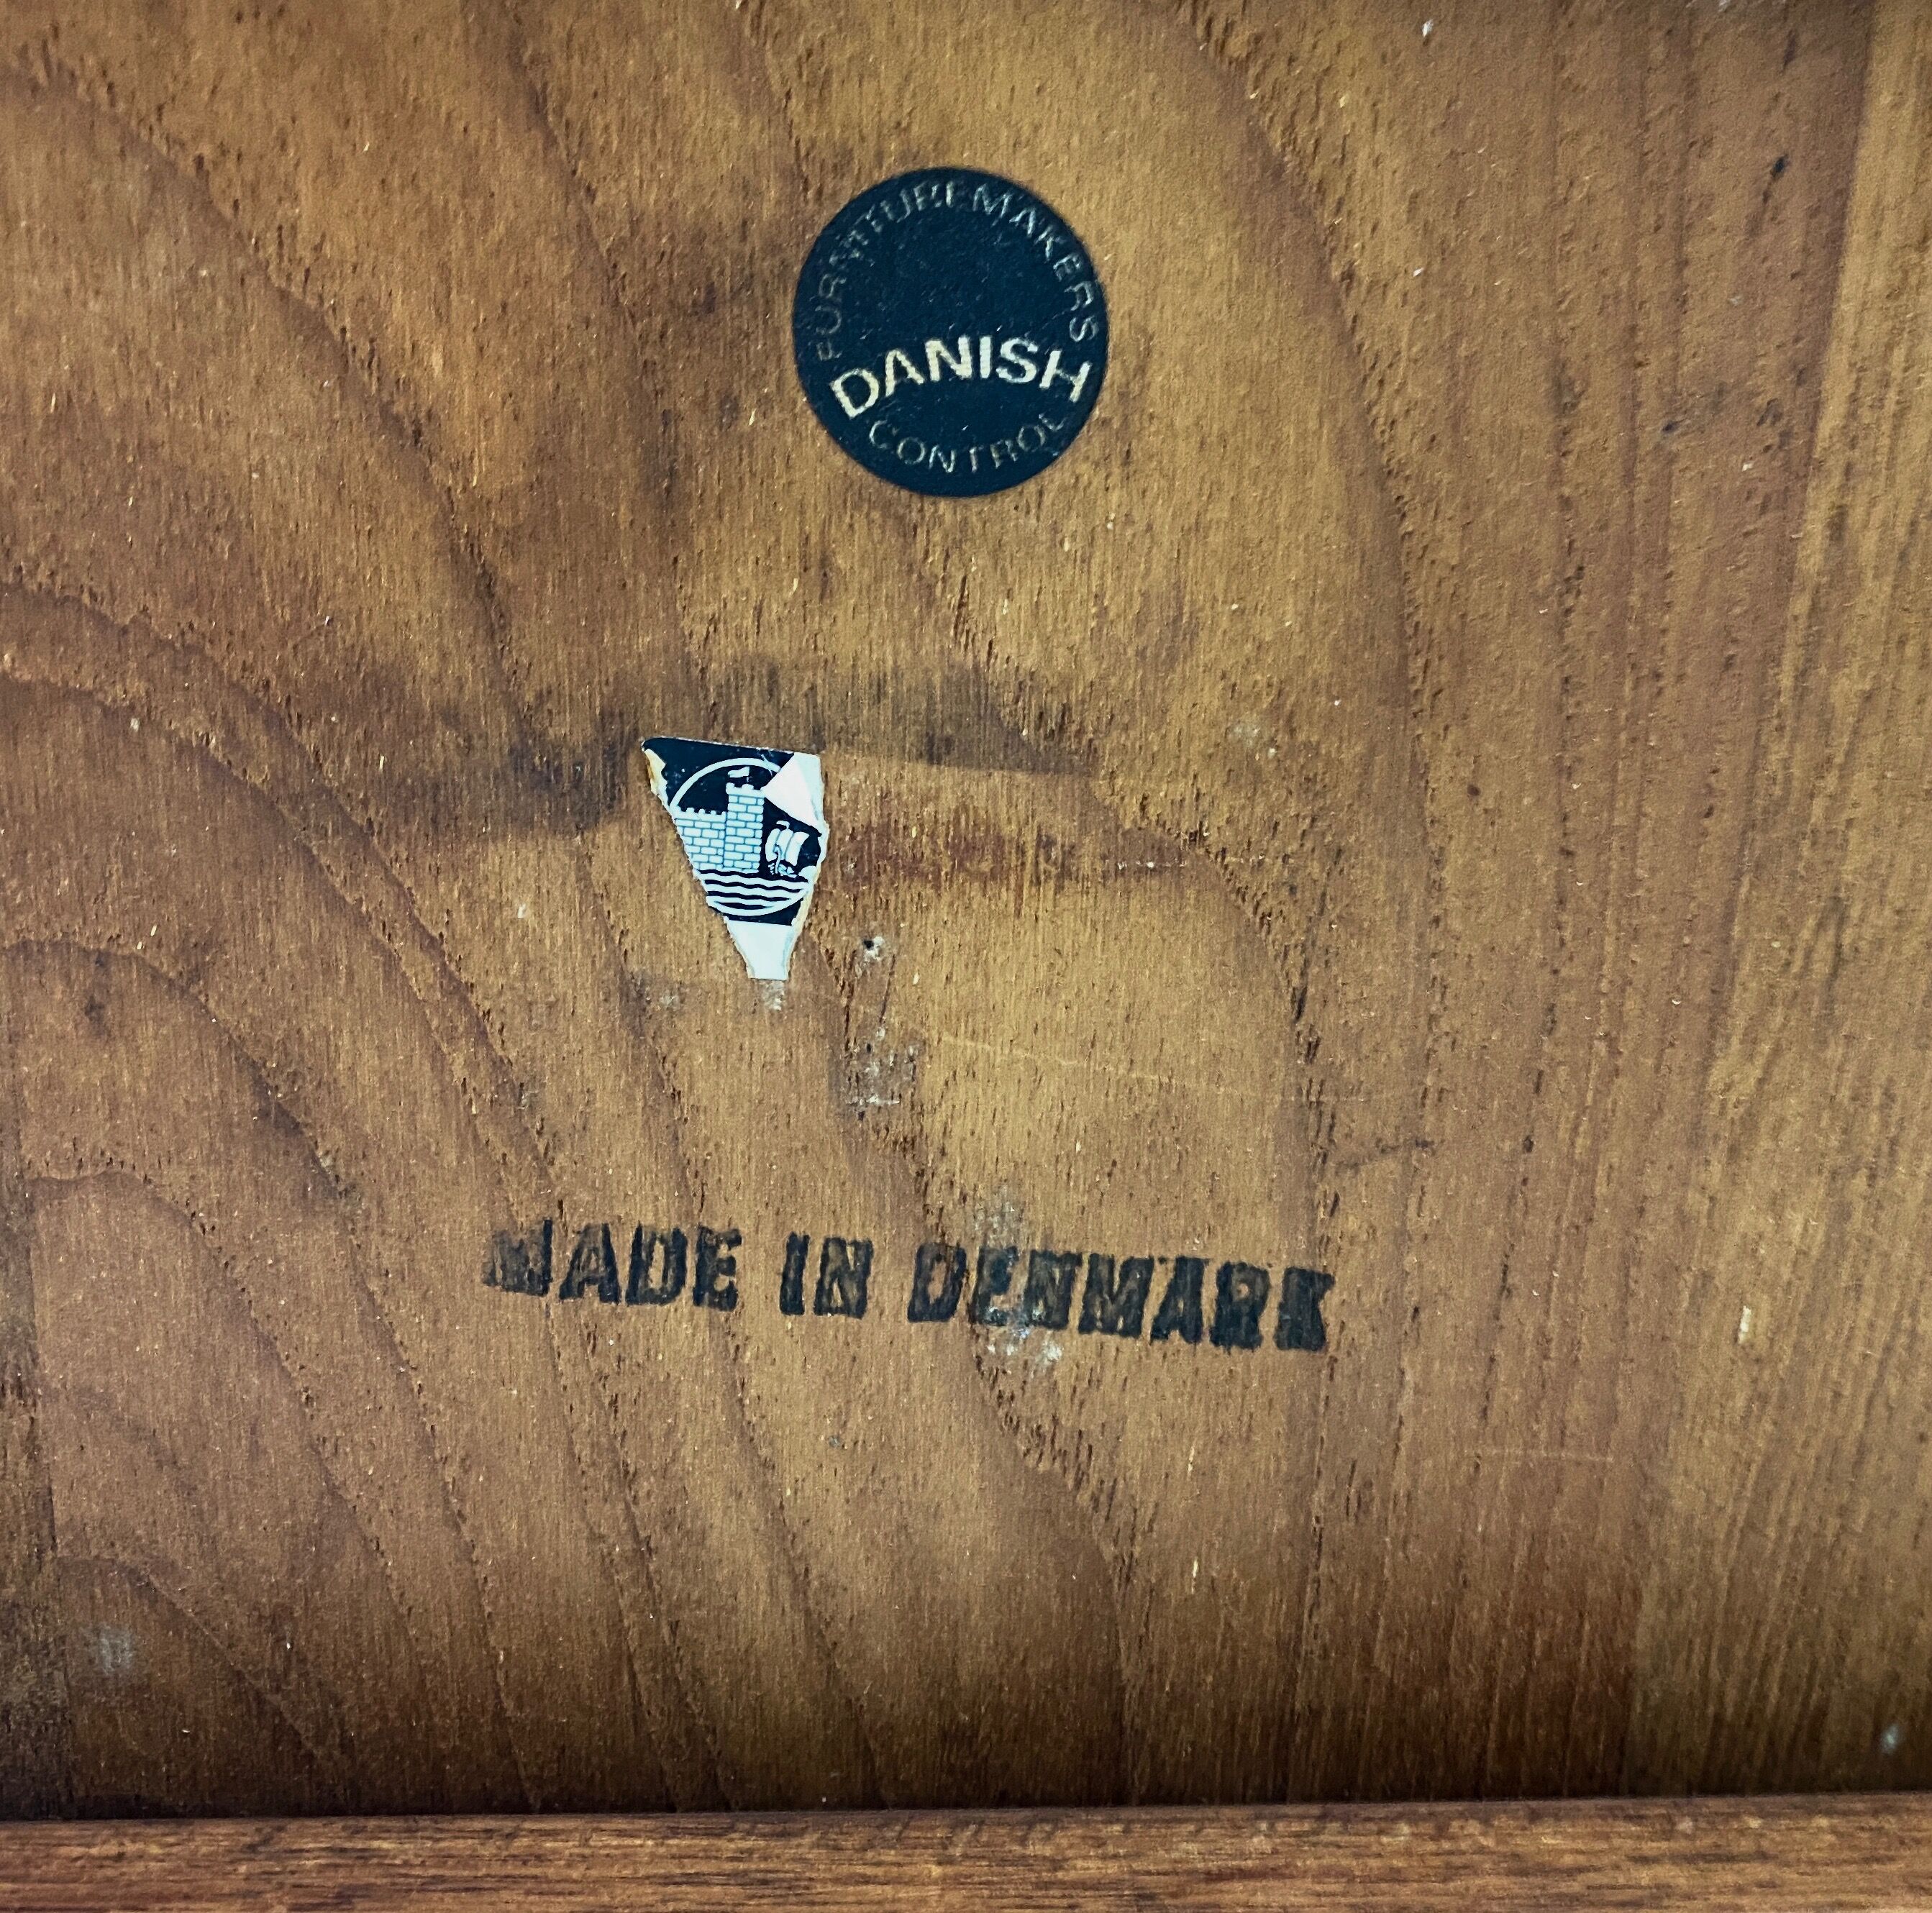 FURNITUREMAKERS
DANISH
CONTROL
MADE IN DENMARK